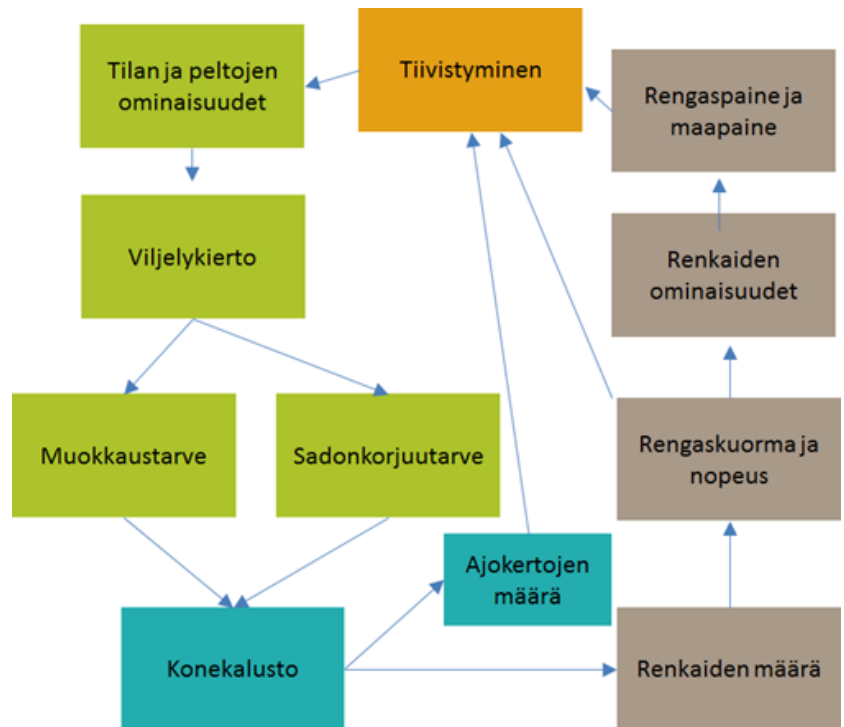 Tilan ja peltojen
ominaisuudet
Tiivistyminen
Rengaspaine ja
maapaine
Viljelykierto
Renkaiden
ominaisuudet
Muokkaustarve
Sadonkorjuutarve
Rengaskuorma ja
nopeus
Ajokertojen
määrä
Konekalusto
Renkaiden määrä